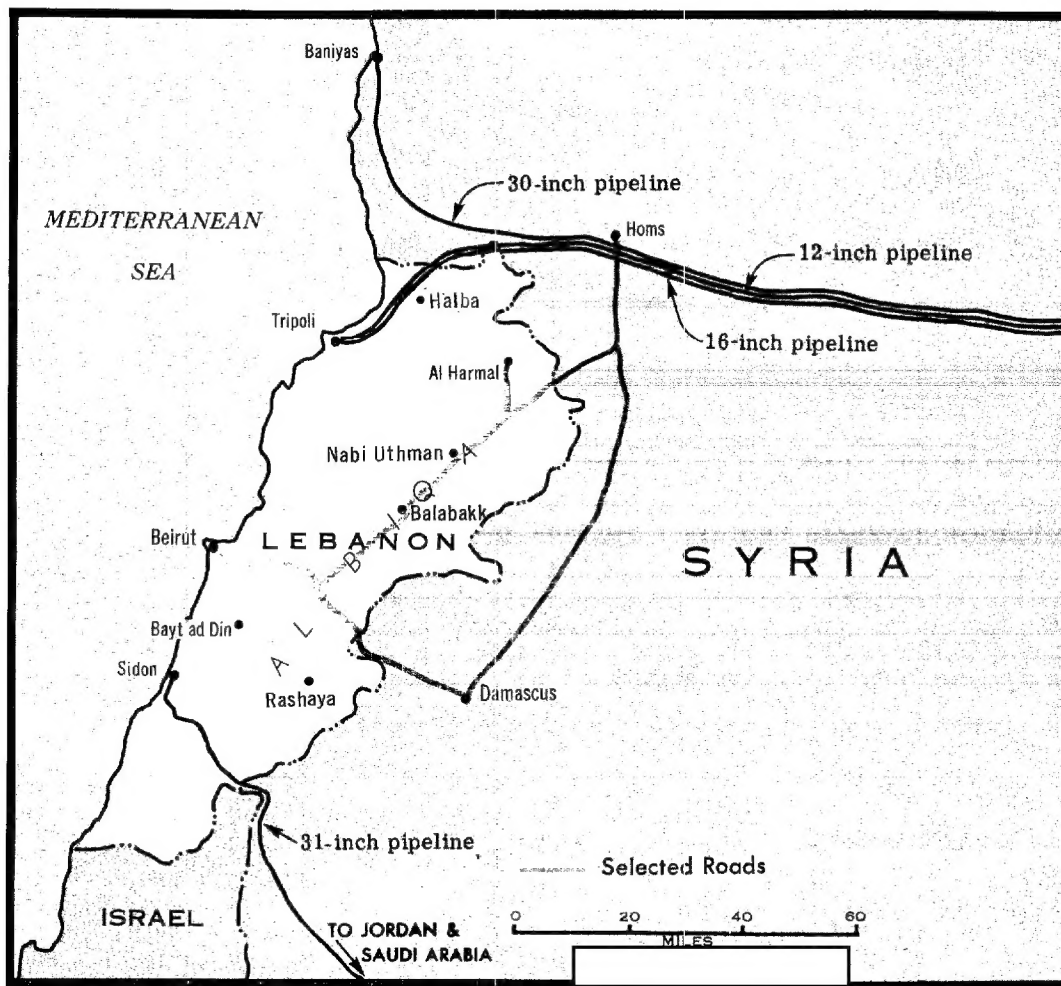 Baniyas
30-inch pipeline
MEDITERRANEAN
SEA
Homs
12-inch pipeline
Halba
Tripoli
16-inch pipeline
Al Harmal
Nabi Uthman
Balabakk
Beirut
LEBANON
AL BIQA
SYRIA
Bayt ad Din
Sidon
Rashaya
Damascus
31-inch pipeline
Selected Roads
ISRAEL
0 20 40 60
MILES
TO JORDAN &
SAUDI ARABIA